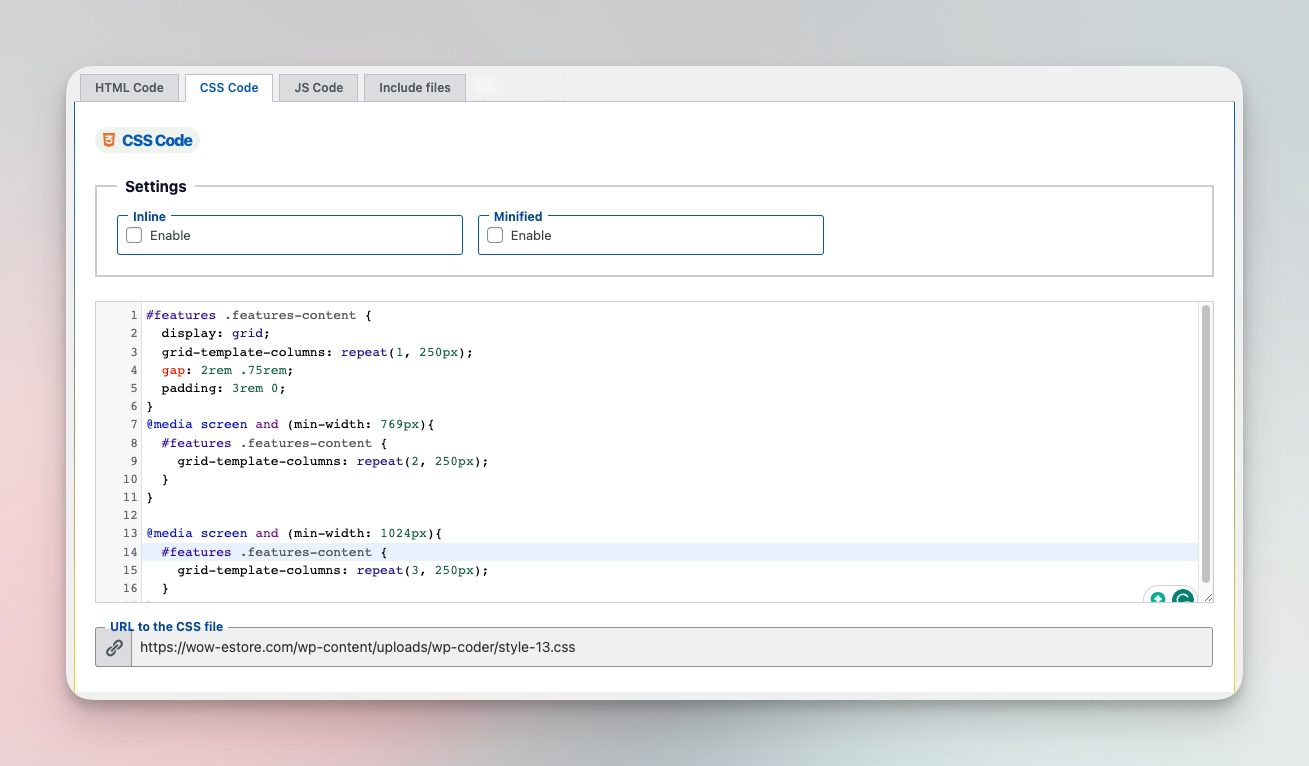 HTML Code CSS Code JS Code Include files
CSS Code
Settings
Inline Minified
Enable Enable
1 #features .features-content {
2   display: grid;
3   grid-template-columns: repeat(1, 250px);
4   gap: 2rem .75rem;
5   padding: 3rem 0;
6 }
7 @media screen and (min-width: 769px){
8   #features .features-content {
9     grid-template-columns: repeat(2, 250px);
10   }
11 }
12
13 @media screen and (min-width: 1024px){
14   #features .features-content {
15     grid-template-columns: repeat(3, 250px);
16   }
URL to the CSS file
https://wow-estore.com/wp-content/uploads/wp-coder/style-13.css